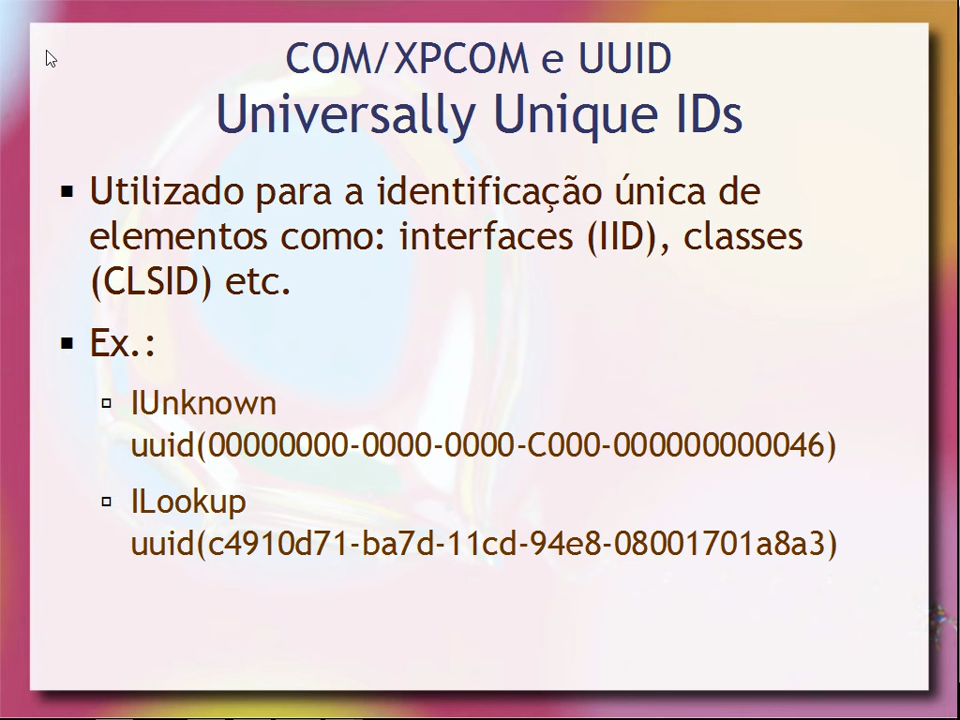 COM/XPCOM e UUID
Universally Unique IDs
Utilizado para a identificação única de
elementos como: interfaces (IID), classes
(CLSID) etc.
Ex.:
IUnknown
uuid(00000000-0000-0000-C000-000000000046)
ILookup
uuid(c4910d71-ba7d-11cd-94e8-08001701a8a3)